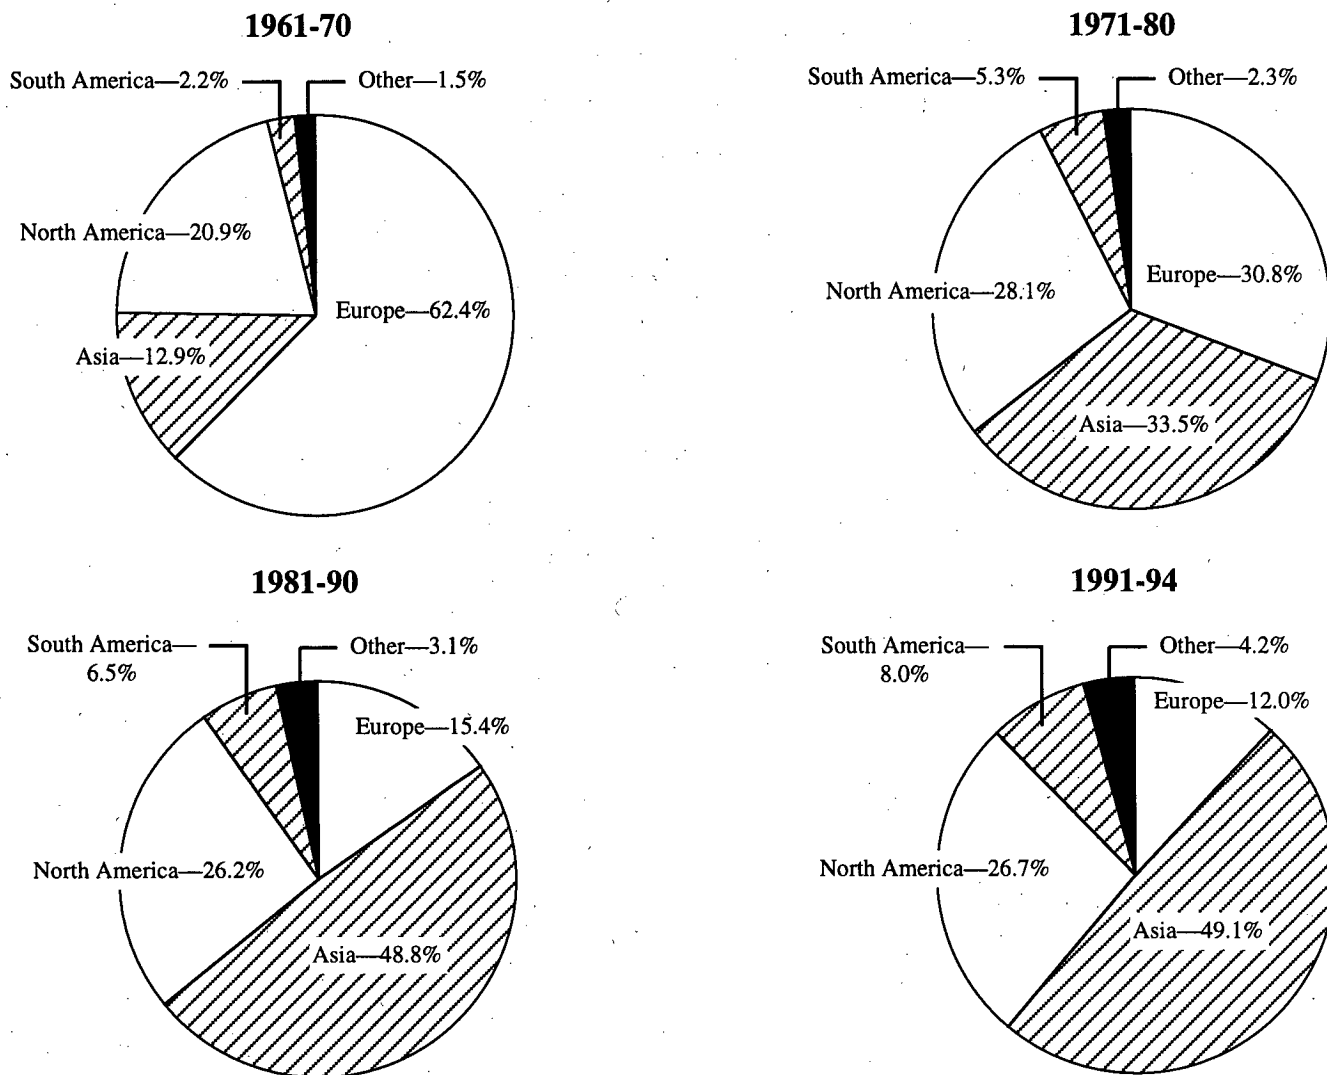 1961-70
South America—2.2%
Other—1.5%
North America—20.9%
Europe—62.4%
Asia—12.9%
1971-80
South America—5.3%
Other—2.3%
Europe—30.8%
North America—28.1%
Asia—33.5%
1981-90
South America—
6.5%
Other—3.1%
Europe—15.4%
North America—26.2%
Asia—48.8%
1991-94
South America—
8.0%
Other—4.2%
Europe—12.0%
North America—26.7%
Asia—49.1%